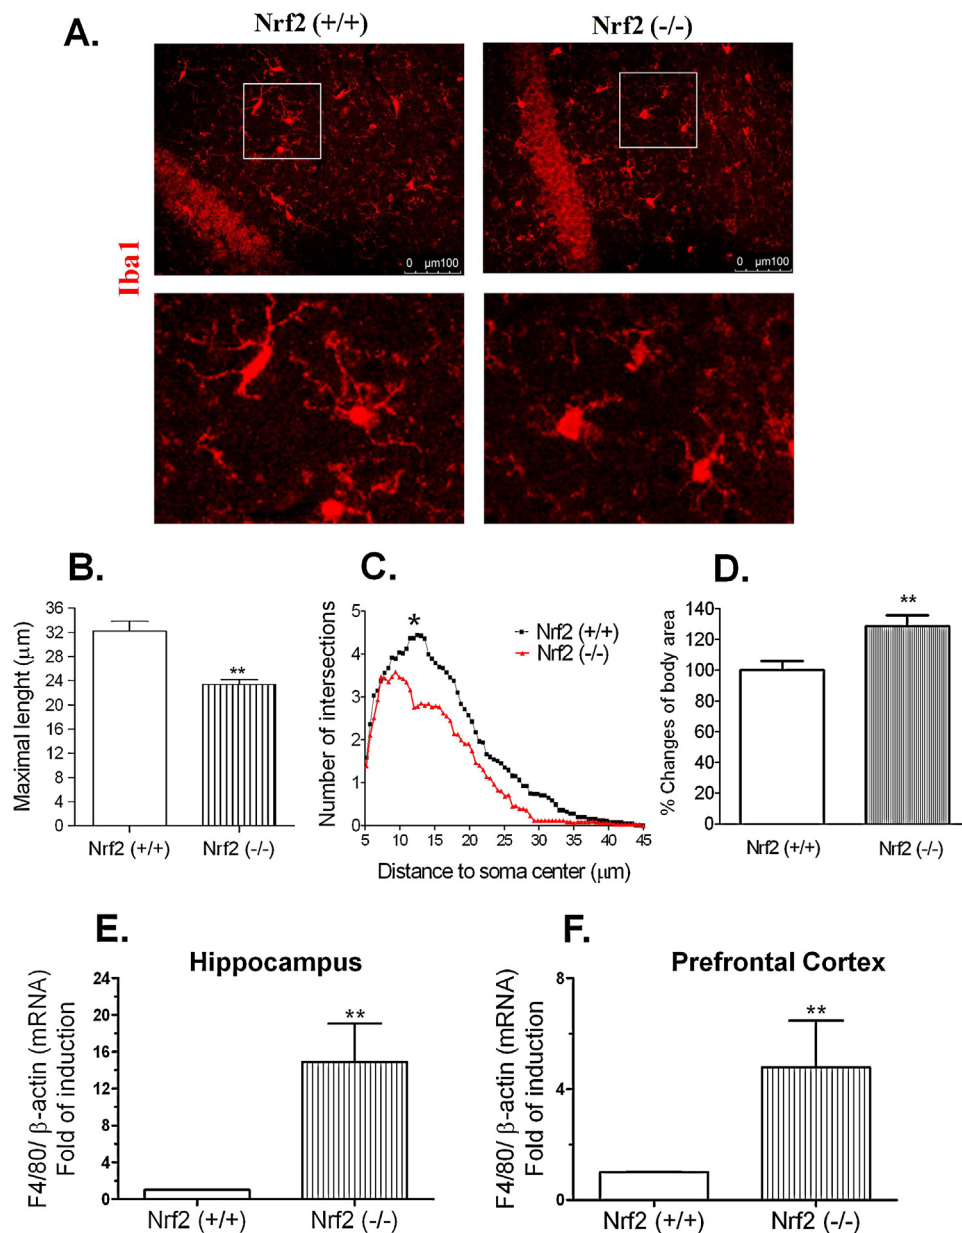 A.
Nrf2 (+/+)
Nrf2 (-/-)
Iba1
0 µm100
0 µm100
B.
Maximal lenght (µm)
36
32
28
24
20
16
12
8
4
0
**
Nrf2 (+/+)
Nrf2 (-/-)
C.
Number of intersections
5
4
3
2
1
0
*
Nrf2 (+/+)
Nrf2 (-/-)
5 10 15 20 25 30 35 40 45
Distance to soma center (µm)
D.
% Changes of body area
140
120
100
80
60
40
20
0
**
Nrf2 (+/+)
Nrf2 (-/-)
E.
Hippocampus
F4/80/ β-actin (mRNA)
Fold of induction
24
20
16
12
8
4
0
**
Nrf2 (+/+)
Nrf2 (-/-)
F.
Prefrontal Cortex
F4/80/ β-actin (mRNA)
Fold of induction
8
4
0
**
Nrf2 (+/+)
Nrf2 (-/-)